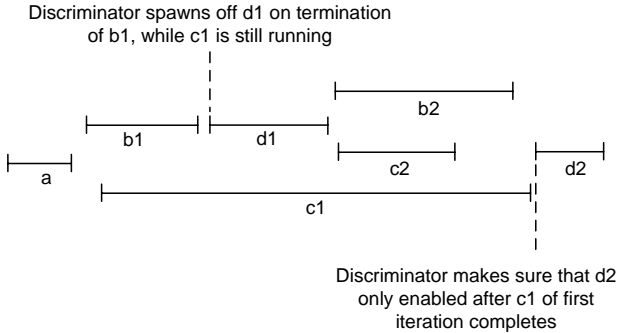 Discriminator spawns off d1 on termination
of b1, while c1 is still running
b2
b1
d1
c2
d2
a
c1
Discriminator makes sure that d2
only enabled after c1 of first
iteration completes